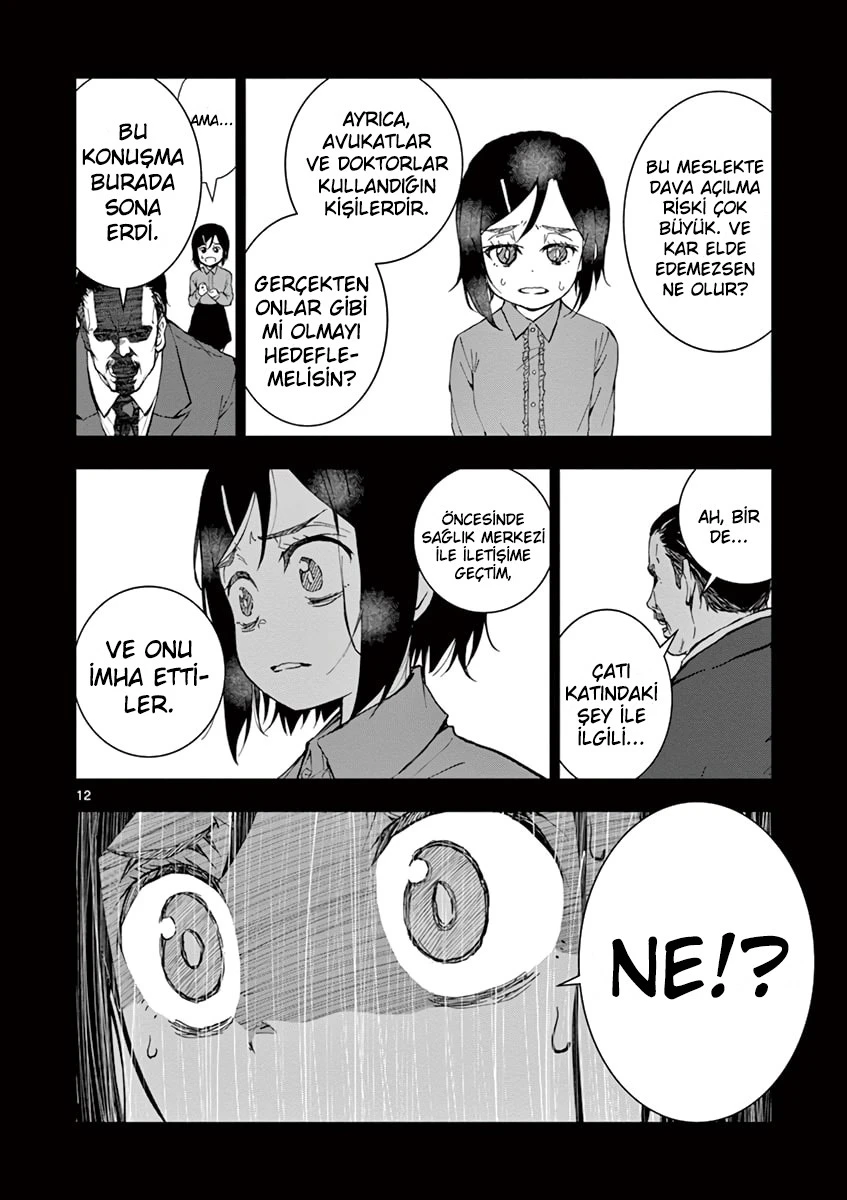 BU MESLEKTE
DAVA AÇILMA
RİSKİ ÇOK
BÜYÜK. VE
KAR ELDE
EDEMEZSEN
NE OLUR?
AYRICA,
AVUKATLAR
VE DOKTORLAR
KULLANDIĞIN
KİŞİLERDİR.
GERÇEKTEN
ONLAR GİBİ
Mİ OLMAYI
HEDEFLE-
MELİSİN?
AMA...
BU
KONUŞMA
BURADA
SONA
ERDİ.
AH, BİR
DE...
ÇATI
KATINDAKİ
ŞEY İLE
İLGİLİ...
ÖNCESİNDE
SAĞLIK MERKEZİ
İLE İLETİŞİME
GEÇTİM,
VE ONU
İMHA ETTİ-
LER.
12
NE!?